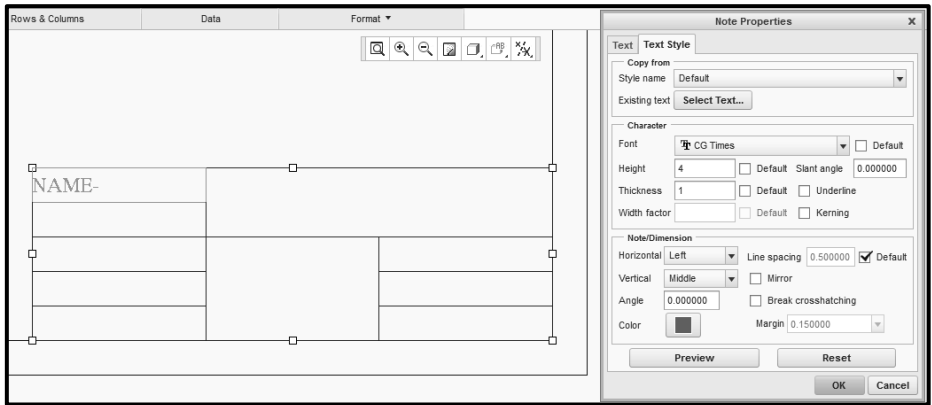 Rows & Columns Data Format
Note Properties X
Text Text Style
Copy from
Style name Default
Existing text Select Text...
Character
Font CG Times Default
Height 4 Default Slant angle 0.000000
Thickness 1 Default Underline
Width factor Default Kerning
Note/Dimension
Horizontal Left Line spacing 0.500000 Default
Vertical Middle Mirror
Angle 0.000000 Break crosshatching
Color Margin 0.150000
Preview Reset
OK Cancel
NAME-